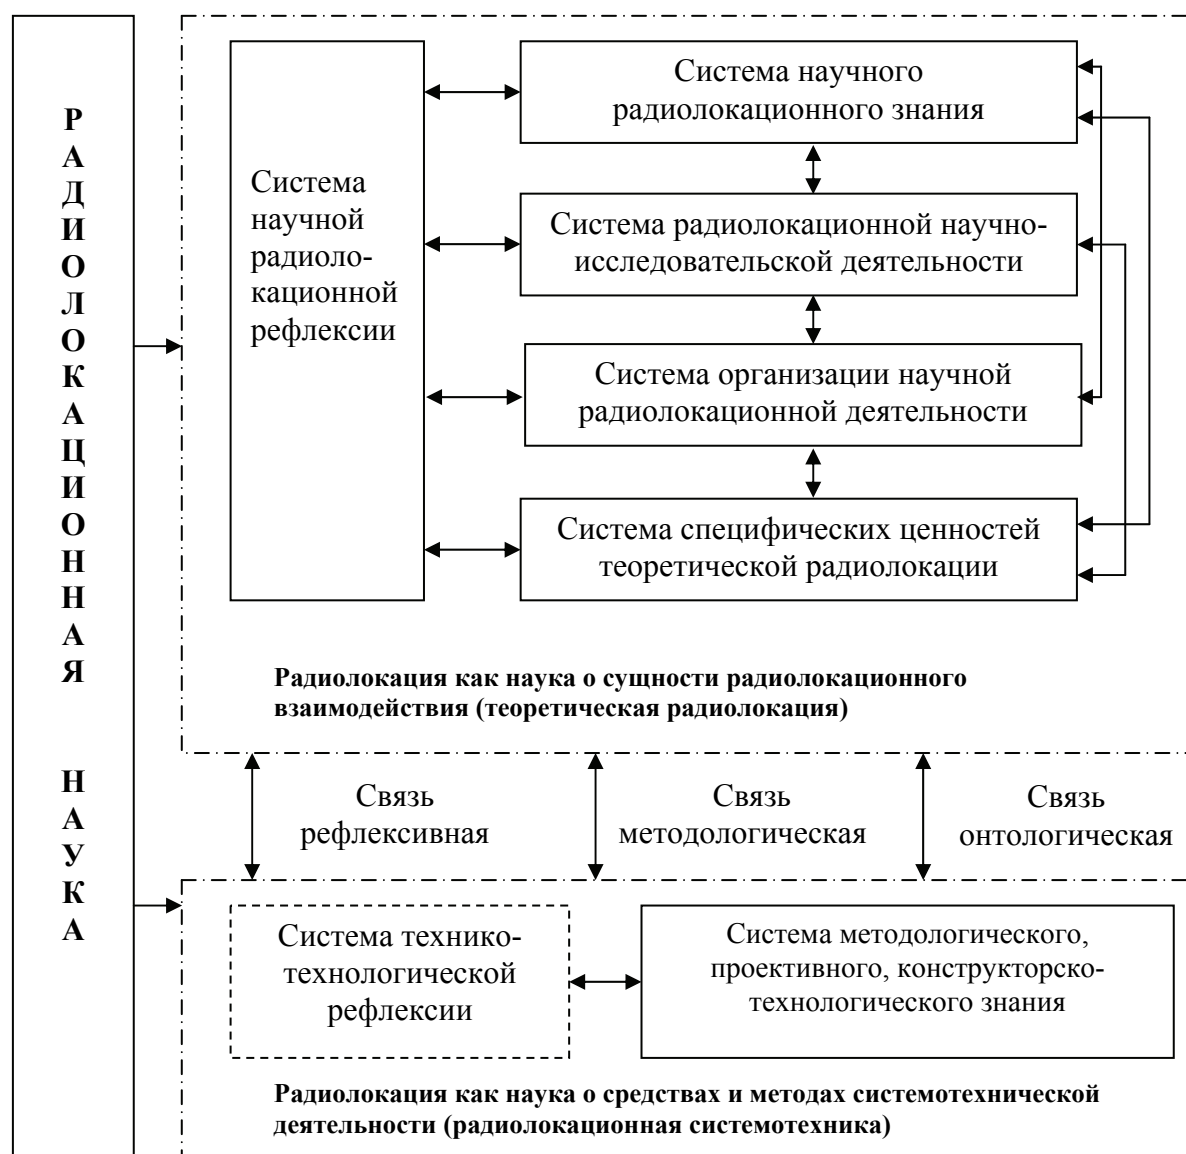 РАДИОЛОКАЦИОННАЯ
НАУКА
Система
научной
радиоло-
кационной
рефлексии
Система научного
радиолокационного знания
Система радиолокационной научно-
исследовательской деятельности
Система организации научной
радиолокационной деятельности
Система специфических ценностей
теоретической радиолокации
Радиолокация как наука о сущности радиолокационного
взаимодействия (теоретическая радиолокация)
Связь
рефлексивная
Связь
методологическая
Связь
онтологическая
Система технико-
технологической
рефлексии
Система методологического,
проективного, конструкторско-
технологического знания
Радиолокация как наука о средствах и методах системотехнической
деятельности (радиолокационная системотехника)